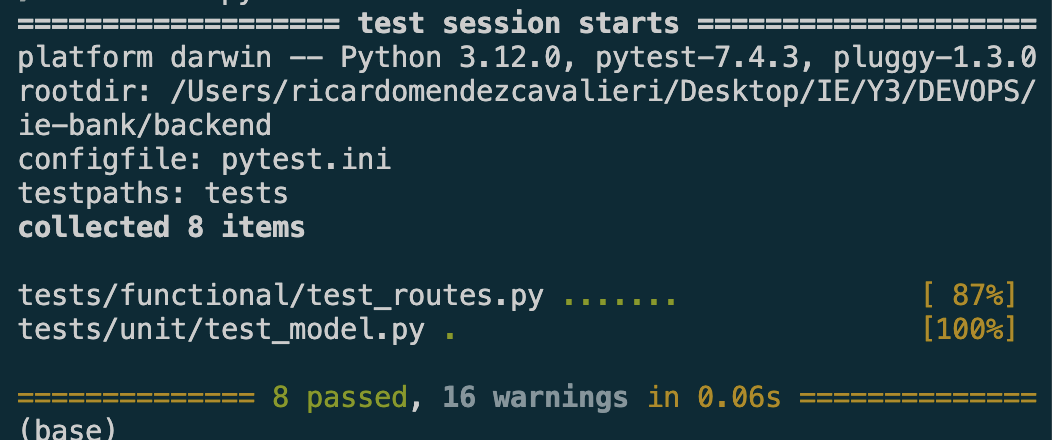 ==================== test session starts ====================
platform darwin -- Python 3.12.0, pytest-7.4.3, pluggy-1.3.0
rootdir: /Users/ricardomendezcavalieri/Desktop/IE/Y3/DEVOPS/
ie-bank/backend
configfile: pytest.ini
testpaths: tests
collected 8 items
tests/functional/test_routes.py ....... [ 87%]
tests/unit/test_model.py . [100%]
============== 8 passed, 16 warnings in 0.06s ==============
(base)